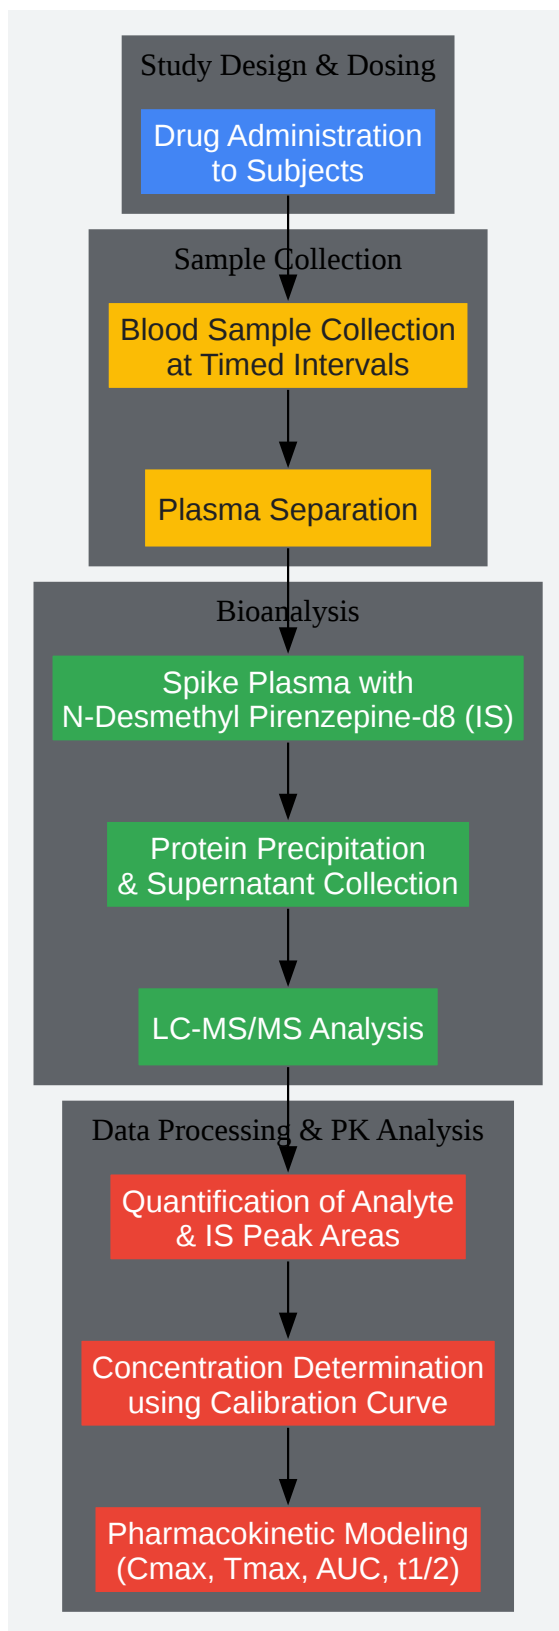 Study Design & Dosing
Drug Administration
to Subjects
Sample Collection
Blood Sample Collection
at Timed Intervals
Plasma Separation
Bioanalysis
Spike Plasma with
N-Desmethyl Pirenzepine-d8 (IS)
Protein Precipitation
& Supernatant Collection
LC-MS/MS Analysis
Data Processing & PK Analysis
Quantification of Analyte
& IS Peak Areas
Concentration Determination
using Calibration Curve
Pharmacokinetic Modeling
(Cmax, Tmax, AUC, t1/2)